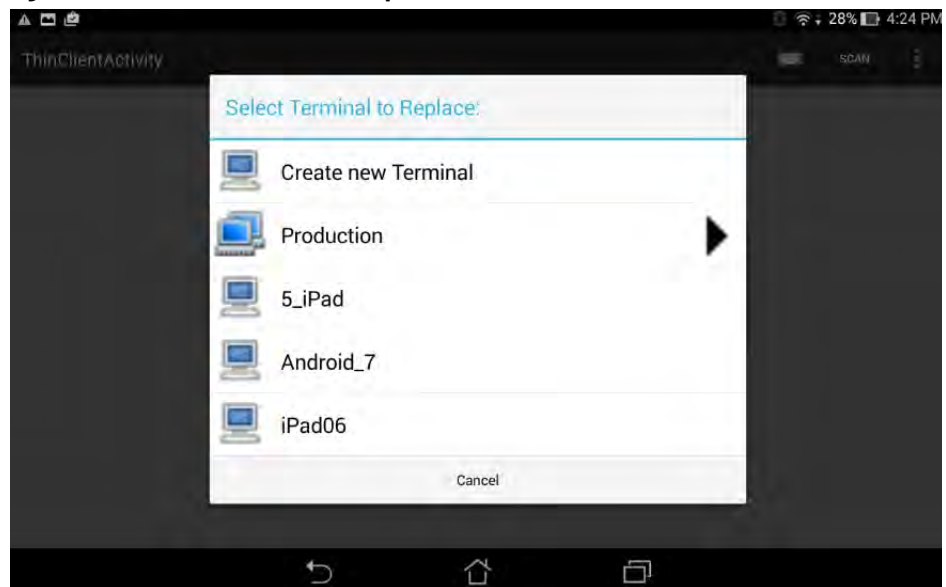 28% 4:24 PM
ThinClientActivity
SCAN
Select Terminal to Replace:
Create new Terminal
Production
5_iPad
Android_7
iPad06
Cancel